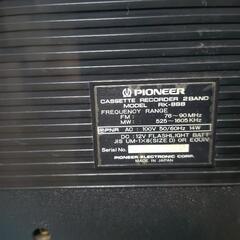 PIONEER
CASSETTE RECORDER 2BAND
MODEL RK-888
FREQUENCY RANGE
FM : 76~90MHz
MW : 525~1605KHz
PNR AC : 100V 50/60Hz 14W
DC : 12V FLASHLIGHT BATT
JIS UM-1×8(SIZE D) OR EQUIV.
Serial No.
PIONEER ELECTRONIC CORP.
MADE IN JAPAN